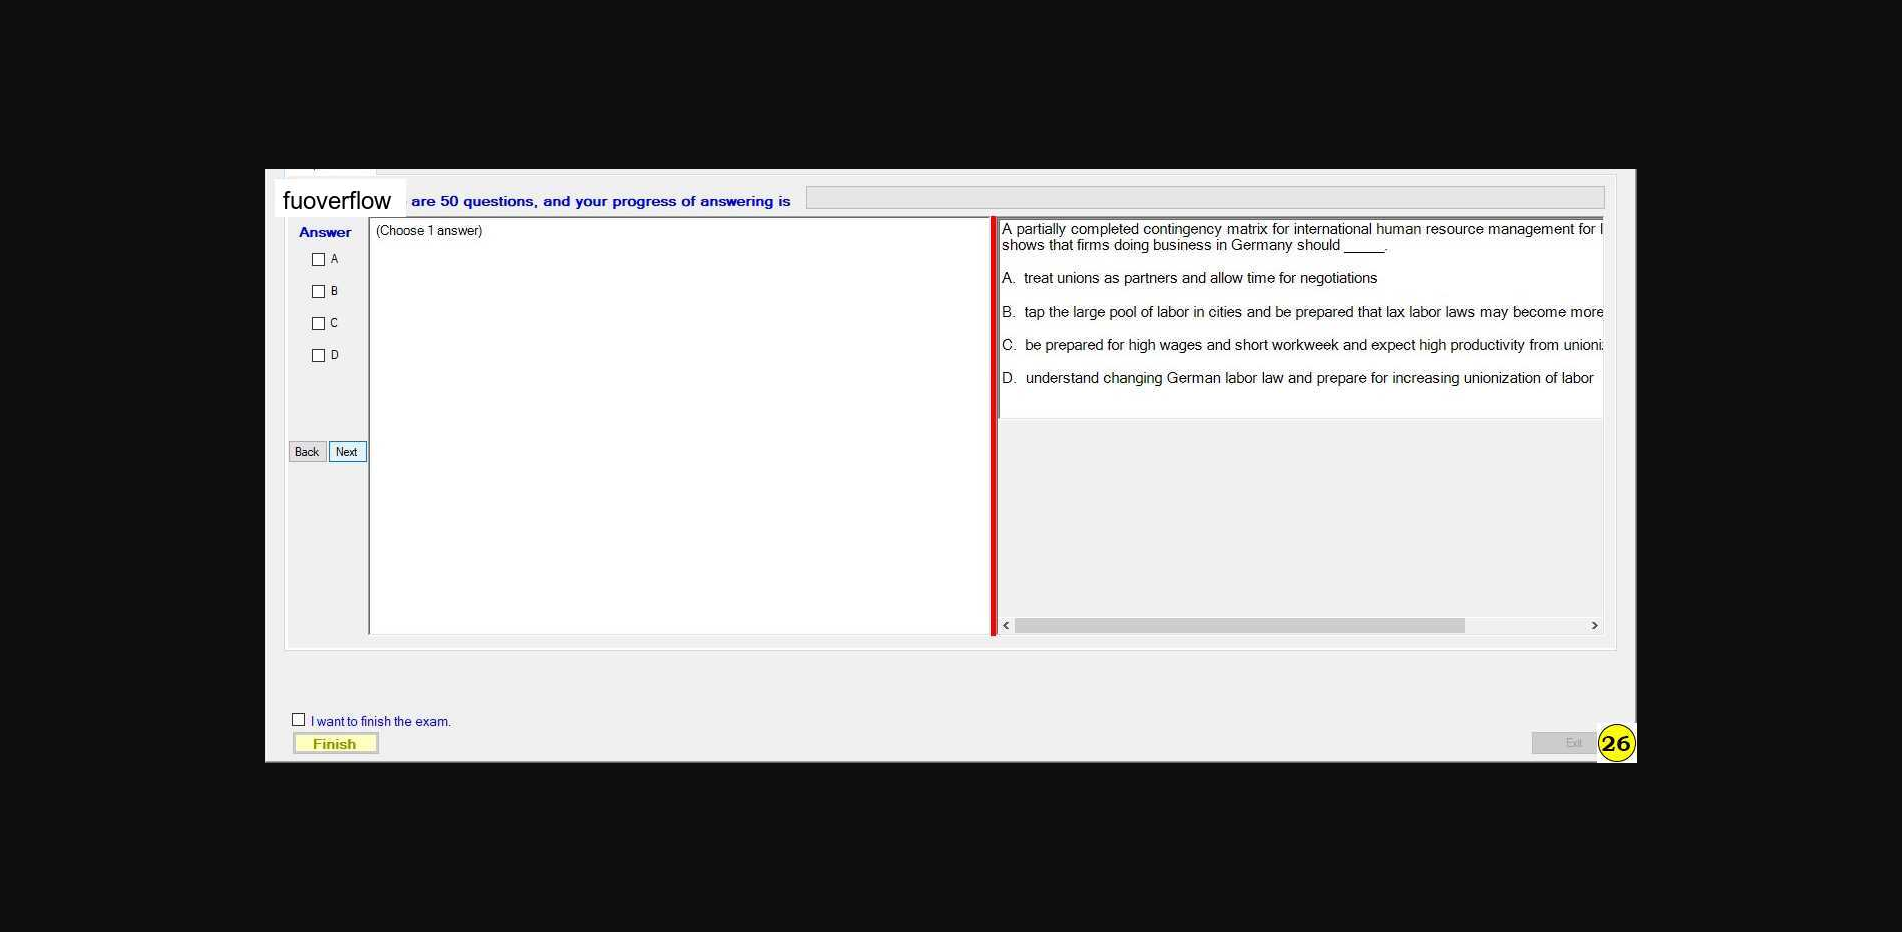 fuoverflow are 50 questions, and your progress of answering is
Answer
A
B
C
D
Back Next
(Choose 1 answer)
A partially completed contingency matrix for international human resource management for
shows that firms doing business in Germany should _____.
A. treat unions as partners and allow time for negotiations
B. tap the large pool of labor in cities and be prepared that lax labor laws may become more
C. be prepared for high wages and short workweek and expect high productivity from
D. understand changing German labor law and prepare for increasing unionization of labor
I want to finish the exam.
Finish
Exit
26